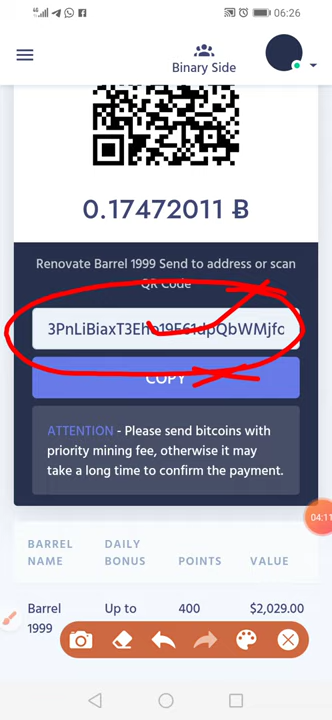 06:26
Binary Side
0.17472011 B
Renovate Barrel 1999 Send to address or scan
QR Code
COPY
ATTENTION - Please send bitcoins with
priority mining fee, otherwise it may
take a long time to confirm the payment.
04:11
BARREL NAME
DAILY BONUS
POINTS
VALUE
Barrel 1999
Up to
400
$2,029.00